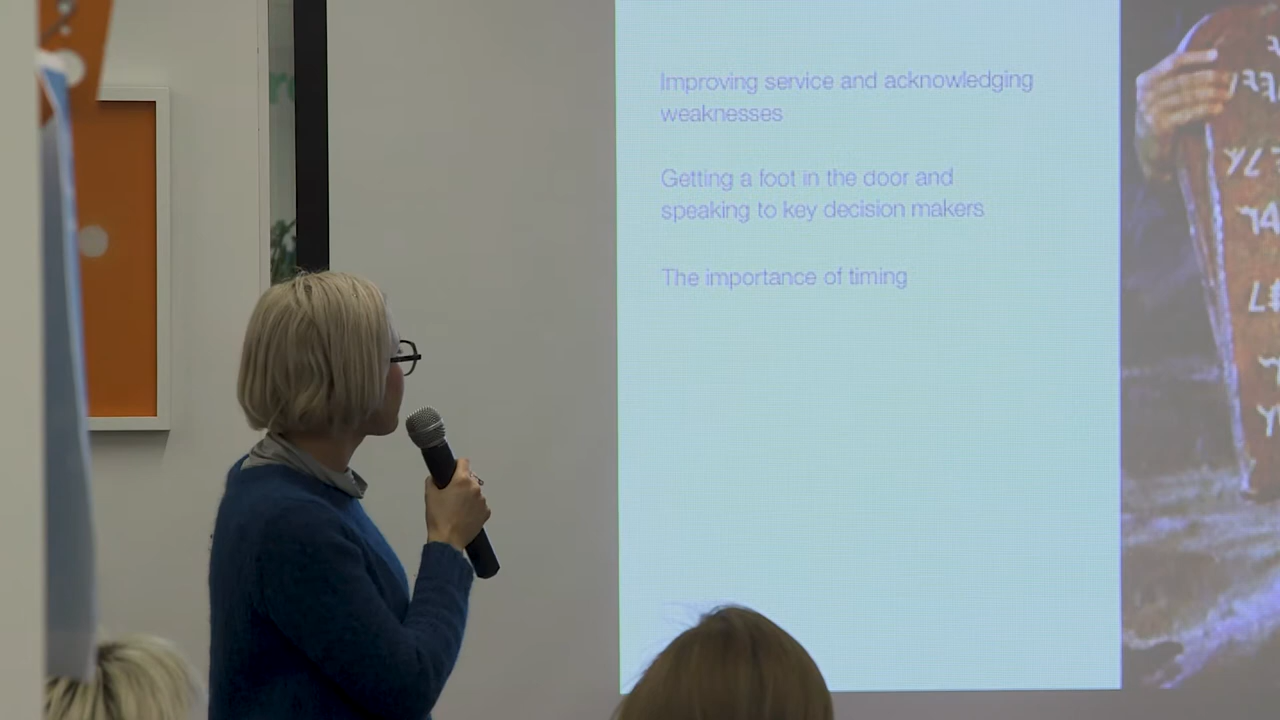 Improving service and acknowledging
weaknesses
Getting a foot in the door and
speaking to key decision makers
The importance of timing